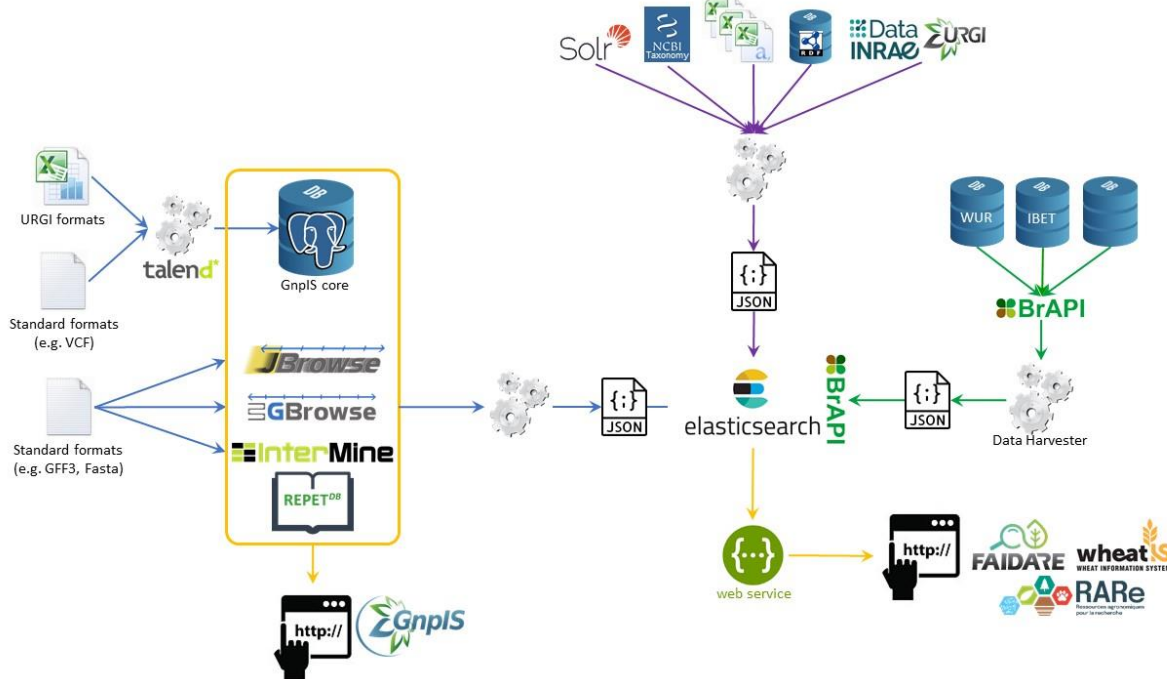 Solr
NCBI
Taxonomy
a,
RDF
Data
INRAE
URGI
URGI formats
talend
DB
GnpIS core
Standard formats
(e.g. VCF)
JBrowse
GBrowse
InterMine
REPET DB
Standard formats
(e.g. GFF3, Fasta)
{;}
JSON
{;}
JSON
elasticsearch
BrAPI
{;}
JSON
Data Harvester
DB
DB
DB
WUR
IBET
BrAPI
{...}
web service
http://
FAIDARE
wheatis
WHEAT INFORMATION SYSTEM
RARe
Ressources agronomiques
pour la recherche
http://
GnpIS